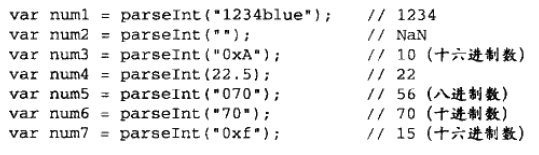 var num1 = parseInt("1234blue"); // 1234
var num2 = parseInt(""); // NaN
var num3 = parseInt("0xA"); // 10 (十六进制数)
var num4 = parseInt(22.5); // 22
var num5 = parseInt("070"); // 56 (八进制数)
var num6 = parseInt("70"); // 70 (十进制数)
var num7 = parseInt("0xf"); // 15 (十六进制数)